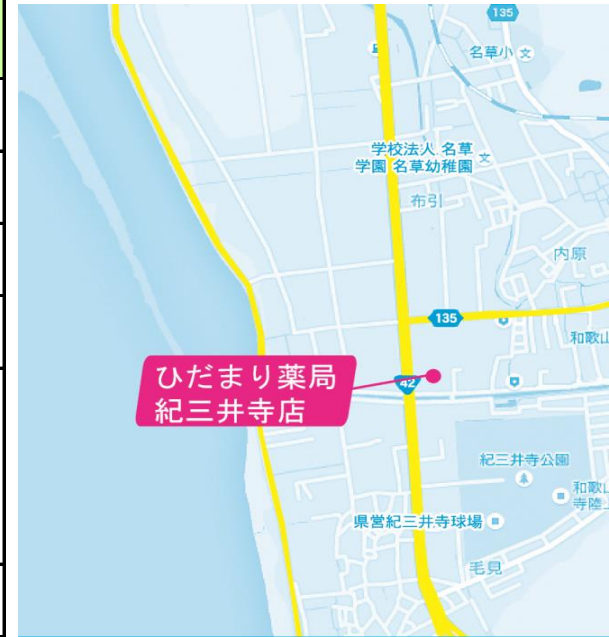 135
名草小
学校法人 名草
学園 名草幼稚園
布引
内原
135
和歌山
ひだまり薬局
紀三井寺店
42
紀三井寺公園
和歌山
寺陸上
県営紀三井寺球場
毛見